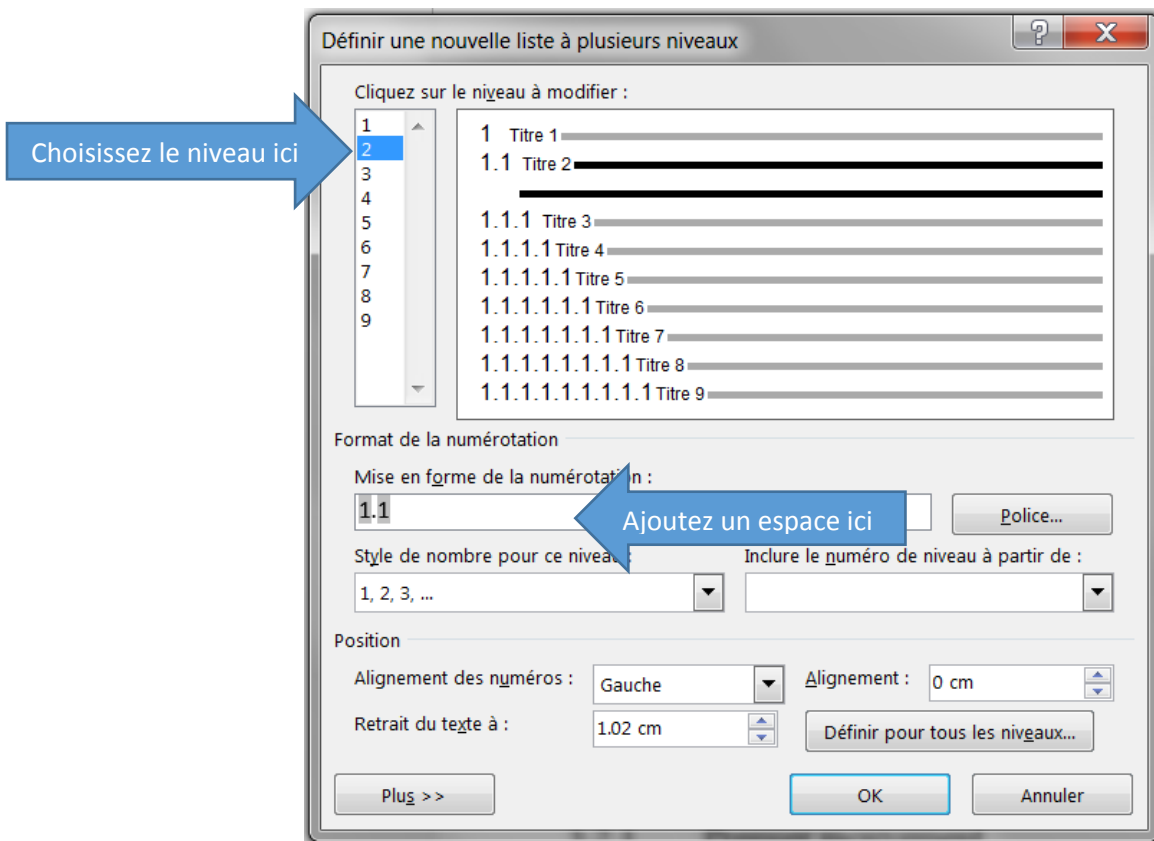 Définir une nouvelle liste à plusieurs niveaux
Cliquez sur le niveau à modifier :
Choisissez le niveau ici
1
2
3
4
5
6
7
8
9
1 Titre 1
1.1 Titre 2
1.1.1 Titre 3
1.1.1.1 Titre 4
1.1.1.1.1 Titre 5
1.1.1.1.1.1 Titre 6
1.1.1.1.1.1.1 Titre 7
1.1.1.1.1.1.1.1 Titre 8
1.1.1.1.1.1.1.1.1 Titre 9
Format de la numérotation
Mise en forme de la numérotation :
1.1
Ajoutez un espace ici
Police...
Style de nombre pour ce niveau :
Inclure le numéro de niveau à partir de :
1, 2, 3, ...
Position
Alignement des numéros :
Gauche
Alignement :
0 cm
Retrait du texte à :
1.02 cm
Définir pour tous les niveaux...
Plus >>
OK
Annuler